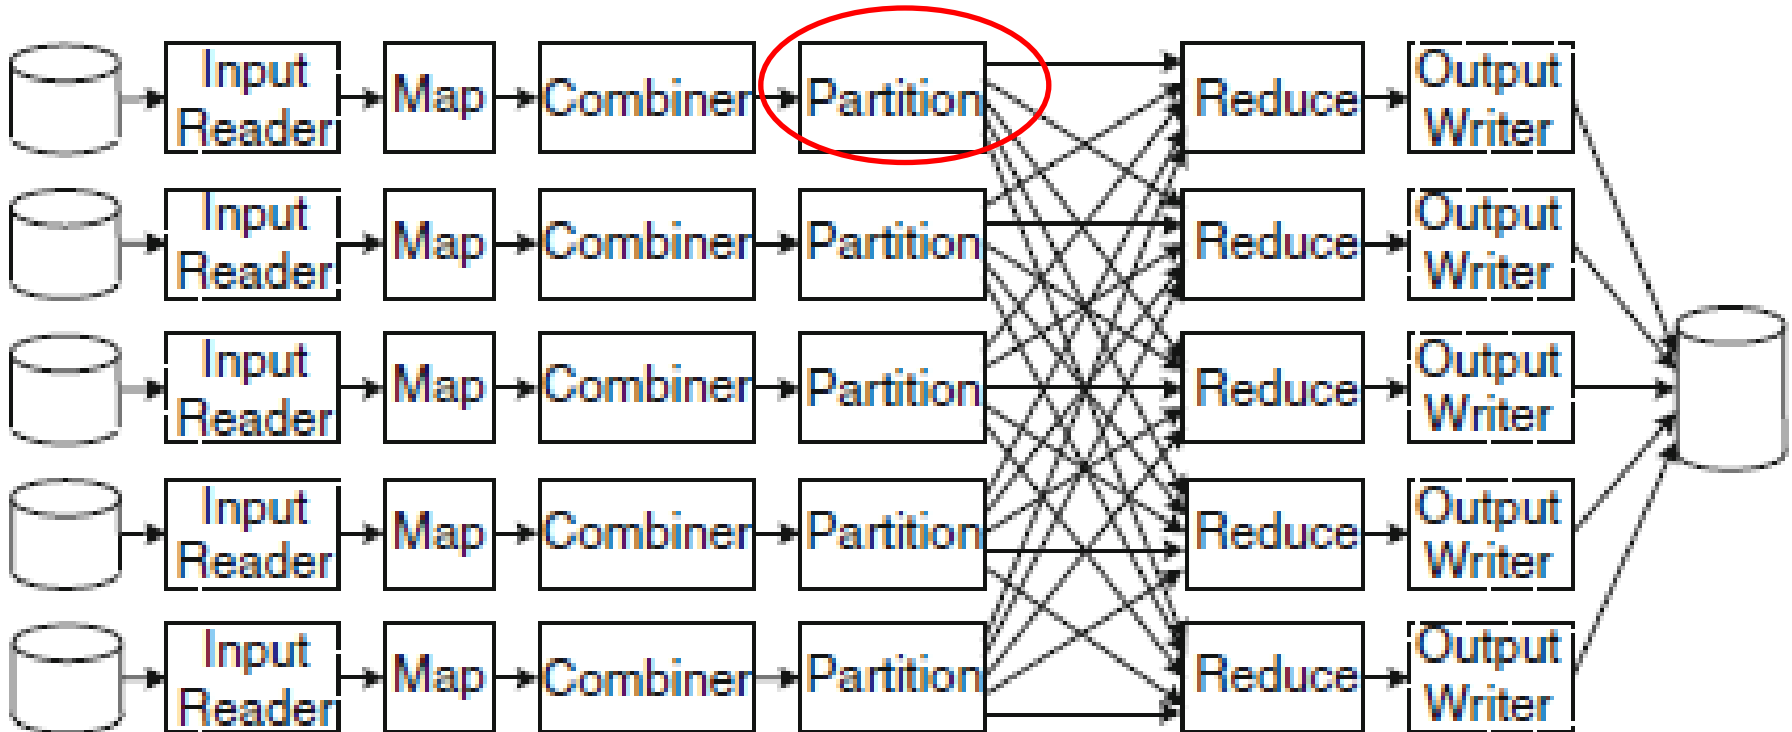 Input
Reader
Map
Combiner
Partition
Reduce
Output
Writer
Input
Reader
Map
Combiner
Partition
Reduce
Output
Writer
Input
Reader
Map
Combiner
Partition
Reduce
Output
Writer
Input
Reader
Map
Combiner
Partition
Reduce
Output
Writer
Input
Reader
Map
Combiner
Partition
Reduce
Output
Writer